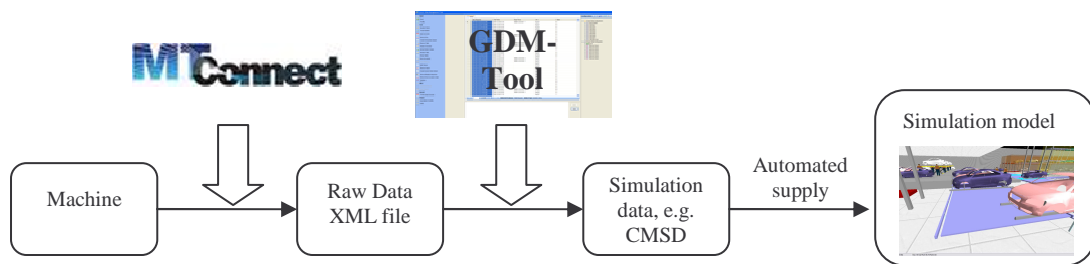 MTConnect
GDM-
Tool
Machine
Raw Data
XML file
Simulation
data, e.g.
CMSD
Automated
supply
Simulation model